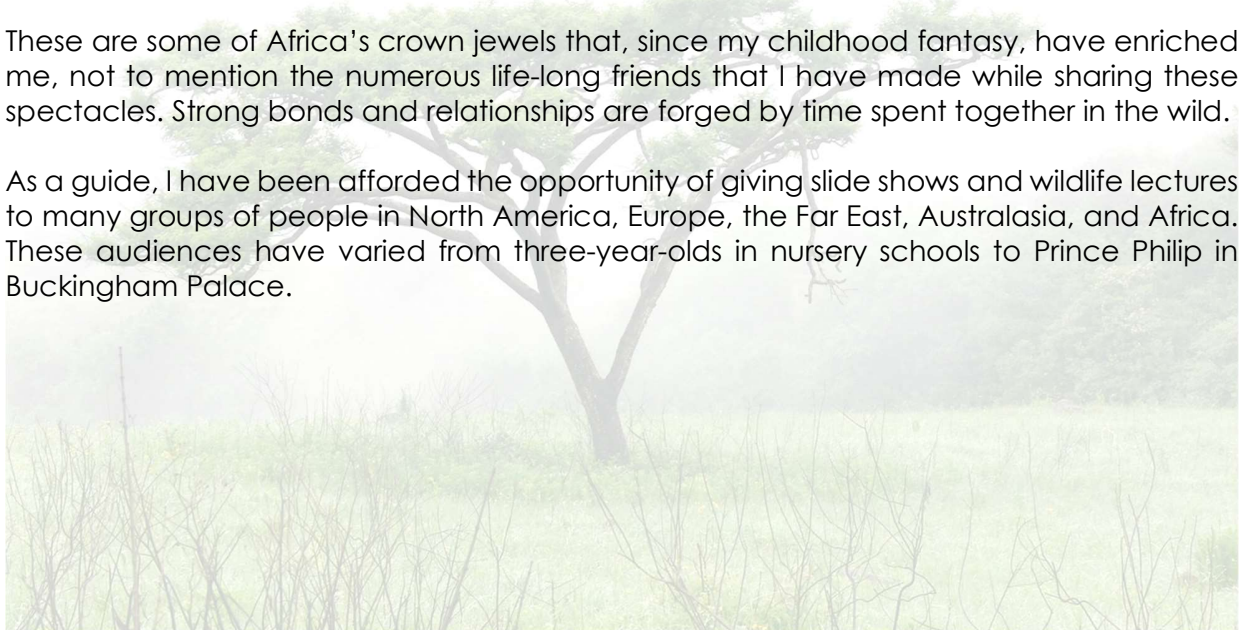 These are some of Africa’s crown jewels that, since my childhood fantasy, have enriched
me, not to mention the numerous life-long friends that I have made while sharing these
spectacles. Strong bonds and relationships are forged by time spent together in the wild.
As a guide, I have been afforded the opportunity of giving slide shows and wildlife lectures
to many groups of people in North America, Europe, the Far East, Australasia, and Africa.
These audiences have varied from three-year-olds in nursery schools to Prince Philip in
Buckingham Palace.